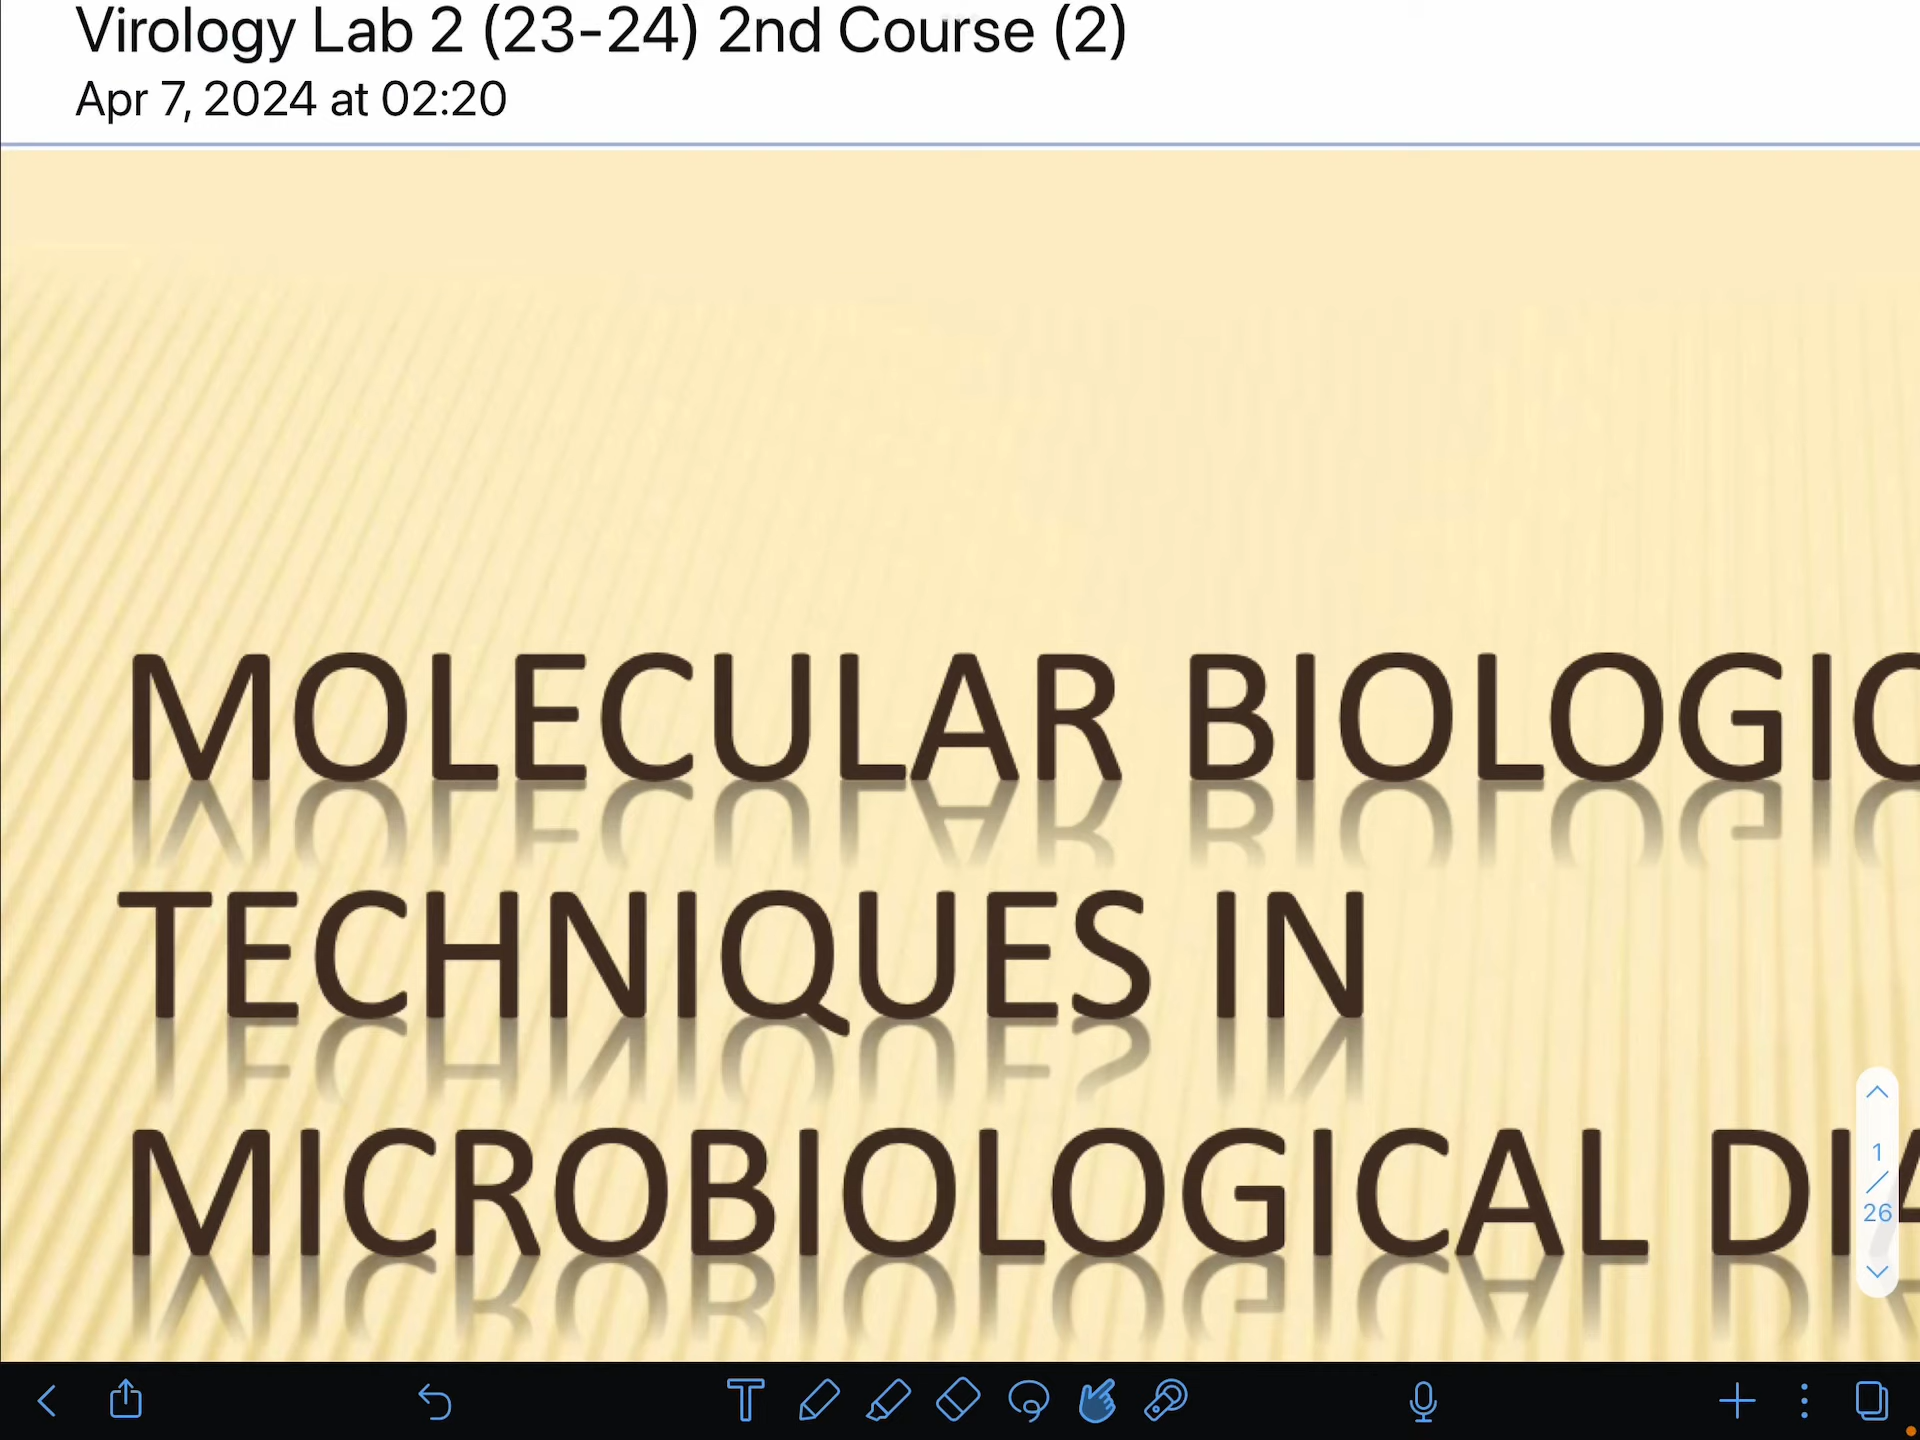 Virology Lab 2 (23-24) 2nd Course (2)
Apr 7, 2024 at 02:20
MOLECULAR BIOLOGIC
TECHNIQUES IN
MICROBIOLOGICAL DIA
1
/
26